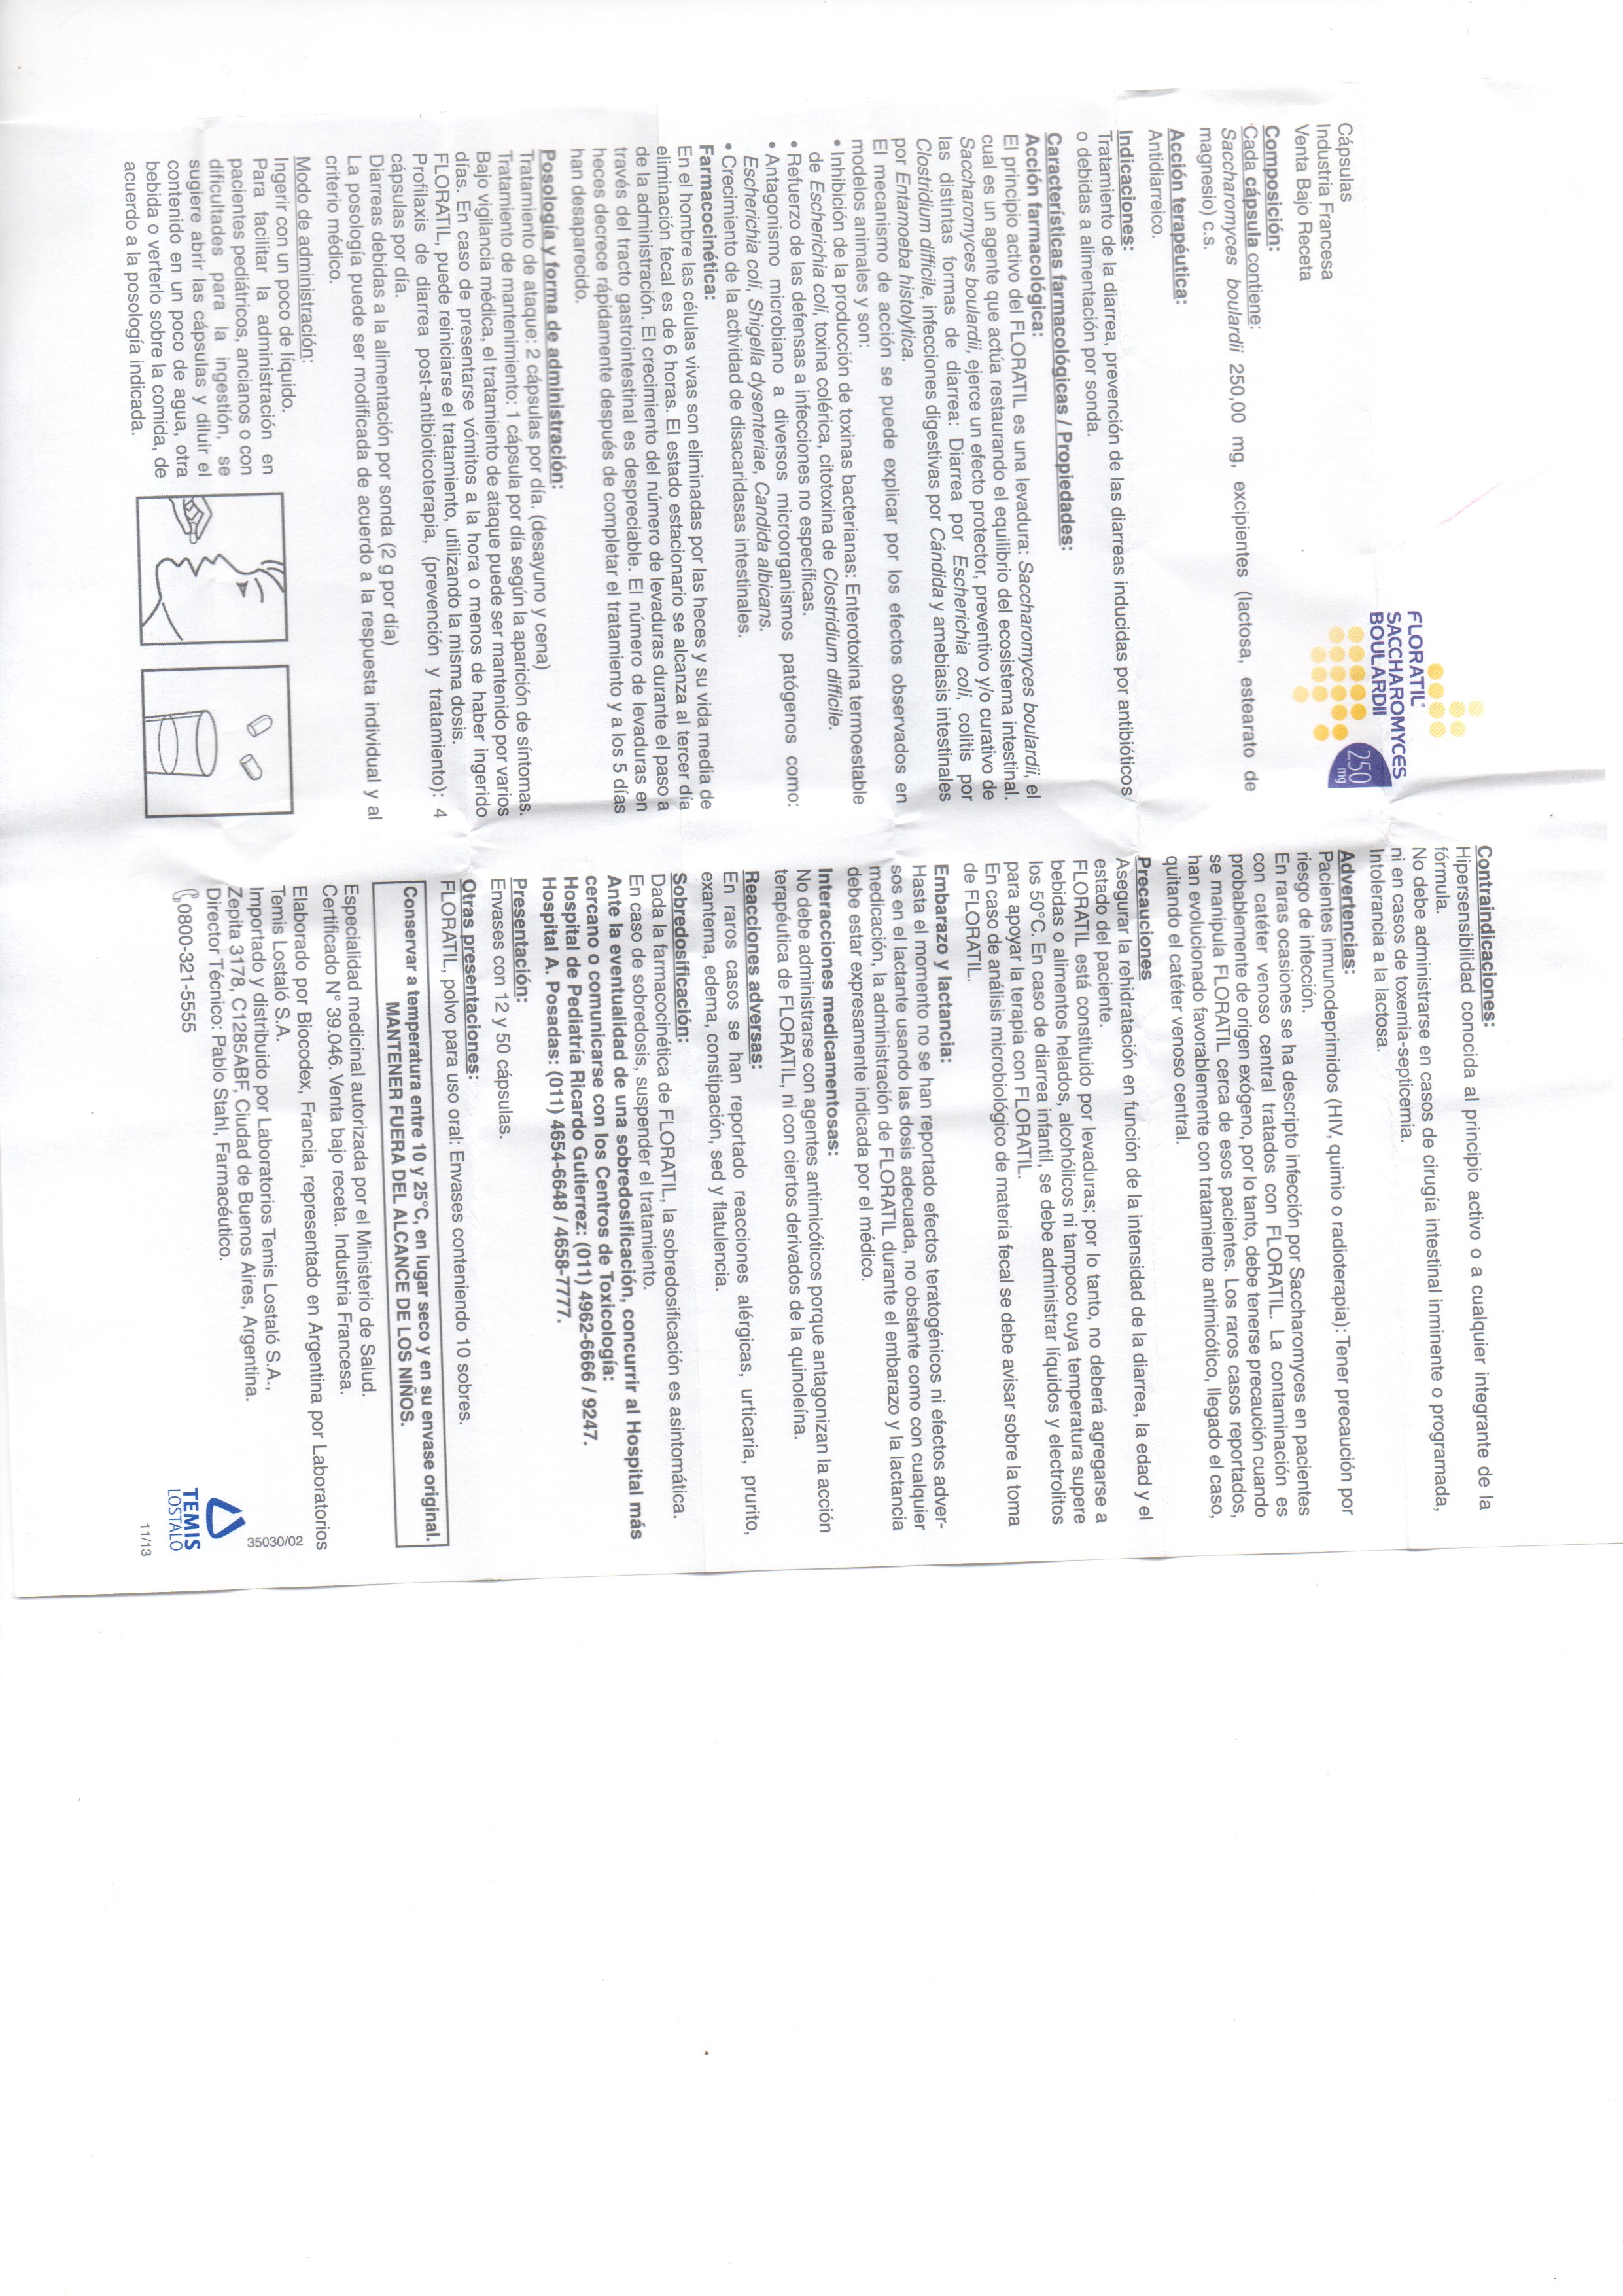 FLORATIL®
SACCHAROMYCES
BOULARDII
250
mg
Cápsulas
Industria Francesa
Venta Bajo Receta
Composición:
Cada cápsula contiene:
Saccharomyces boulardii 250,00 mg, excipientes (lactosa, estearato de
magnesio) c.s.
Acción terapéutica:
Antidiarreico.
Indicaciones:
Tratamiento de la diarrea, prevención de las diarreas inducidas por antibióticos
o debidas a alimentación por sonda.
Características farmacológicas / Propiedades:
Acción farmacológica:
El principio activo del FLORATIL es una levadura: Saccharomyces boulardii, el
cual es un agente que actúa restaurando el equilibrio del ecosistema intestinal.
Saccharomyces boulardii, ejerce un efecto protector, preventivo y/o curativo de
las distintas formas de diarrea: Diarrea por Escherichia coli, colitis por
Clostridium difficile, infecciones digestivas por Cándida y amebiasis intestinales
por Entamoeba histolytica.
El mecanismo de acción se puede explicar por los efectos observados en
modelos animales y son:
• Inhibición de la producción de toxinas bacterianas: Enterotoxina termoestable
de Escherichia coli, toxina colérica, citotoxina de Clostridium difficile.
• Refuerzo de las defensas a infecciones no específicas.
• Antagonismo microbiano a diversos microorganismos patógenos como:
Escherichia coli, Shigella dysenteriae, Candida albicans.
• Crecimiento de la actividad de disacaridasas intestinales.
Farmacocinética:
En el hombre las células vivas son eliminadas por las heces y su vida media de
eliminación fecal es de 6 horas. El estado estacionario se alcanza al tercer día
de la administración. El crecimiento del número de levaduras durante el paso a
través del tracto gastrointestinal es despreciable. El número de levaduras en
heces decrece rápidamente después de completar el tratamiento y a los 5 días
han desaparecido.
Posología y forma de administración:
Tratamiento de ataque: 2 cápsulas por día. (desayuno y cena)
Tratamiento de mantenimiento: 1 cápsula por día según la aparición de síntomas.
Bajo vigilancia médica, el tratamiento de ataque puede ser mantenido por varios
días. En caso de presentarse vómitos a la hora o menos de haber ingerido
FLORATIL, puede reiniciarse el tratamiento, utilizando la misma dosis.
Profilaxis de diarrea post-antibioticoterapia, (prevención y tratamiento): 4
cápsulas por día.
Diarreas debidas a la alimentación por sonda (2 g por día)
La posología puede ser modificada de acuerdo a la respuesta individual y al
criterio médico.
Modo de administración:
Ingerir con un poco de líquido.
Para facilitar la administración en
pacientes pediátricos, ancianos o con
dificultades para la ingestión, se
sugiere abrir las cápsulas y diluir el
contenido en un poco de agua, otra
bebida o verterlo sobre la comida, de
acuerdo a la posología indicada.
Contraindicaciones:
Hipersensibilidad conocida al principio activo o a cualquier integrante de la
fórmula.
No debe administrarse en casos de cirugía intestinal inminente o programada,
ni en casos de toxemia-septicemia.
Intolerancia a la lactosa.
Advertencias:
Pacientes inmunodeprimidos (HIV, quimio o radioterapia): Tener precaución por
riesgo de infección.
En raras ocasiones se ha descripto infección por Saccharomyces en pacientes
con catéter venoso central tratados con FLORATIL. La contaminación es
probablemente de origen exógeno, por lo tanto, debe tenerse precaución cuando
se manipula FLORATIL cerca de esos pacientes. Los raros casos reportados,
han evolucionado favorablemente con tratamiento antimicótico, llegado el caso,
quitando el catéter venoso central.
Precauciones
Asegurar la rehidratación en función de la intensidad de la diarrea, la edad y el
estado del paciente.
FLORATIL está constituido por levaduras; por lo tanto, no deberá agregarse a
bebidas o alimentos helados, alcohólicos ni tampoco cuya temperatura supere
los 50°C. En caso de diarrea infantil, se debe administrar líquidos y electrolitos
para apoyar la terapia con FLORATIL.
En caso de análisis microbiológico de materia fecal se debe avisar sobre la toma
de FLORATIL.
Embarazo y lactancia:
Hasta el momento no se han reportado efectos teratogénicos ni efectos adver-
sos en el lactante usando las dosis adecuada, no obstante como con cualquier
medicación, la administración de FLORATIL durante el embarazo y la lactancia
debe estar expresamente indicada por el médico.
Interacciones medicamentosas:
No debe administrarse con agentes antimicóticos porque antagonizan la acción
terapéutica de FLORATIL, ni con ciertos derivados de la quinoleína.
Reacciones adversas:
En raros casos se han reportado reacciones alérgicas, urticaria, prurito,
exantema, edema, constipación, sed y flatulencia.
Sobredosificación:
Dada la farmacocinética de FLORATIL, la sobredosificación es asintomática.
En caso de sobredosis, suspender el tratamiento.
Ante la eventualidad de una sobredosificación, concurrir al Hospital más
cercano o comunicarse con los Centros de Toxicología:
Hospital de Pediatría Ricardo Gutierrez: (011) 4962-6666 / 9247.
Hospital A. Posadas: (011) 4654-6648 / 4658-7777.
Presentación:
Envases con 12 y 50 cápsulas.
Otras presentaciones:
FLORATIL, polvo para uso oral: Envases conteniendo 10 sobres.
Conservar a temperatura entre 10 y 25°C, en lugar seco y en su envase original.
MANTENER FUERA DEL ALCANCE DE LOS NIÑOS.
Especialidad medicinal autorizada por el Ministerio de Salud.
Certificado N° 39.046. Venta bajo receta. Industria Francesa.
Elaborado por Biocodex, Francia, representado en Argentina por Laboratorios
Temis Lostaló S.A.
Importado y distribuido por Laboratorios Temis Lostaló S.A.,
Zepita 3178, C1285ABF, Ciudad de Buenos Aires, Argentina.
Director Técnico: Pablo Stahl, Farmacéutico.
0800-321-5555
35030/02
TEMIS
LOSTALO
11/13